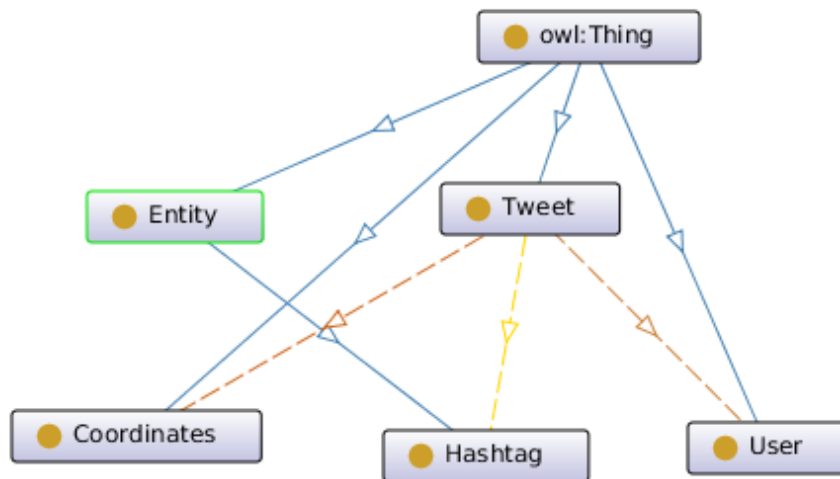 owl:Thing
Entity
Tweet
Coordinates
Hashtag
User